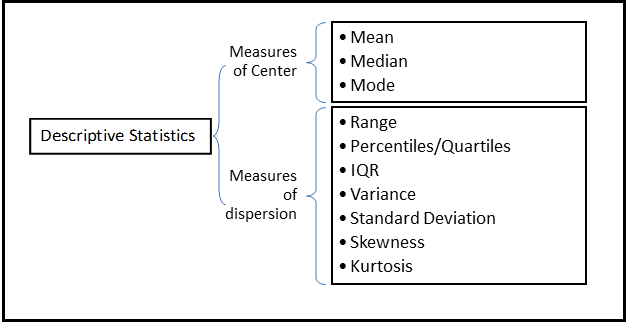 Descriptive Statistics
Measures
of Center
• Mean
• Median
• Mode
Measures
of
dispersion
• Range
• Percentiles/Quartiles
• IQR
• Variance
• Standard Deviation
• Skewness
• Kurtosis